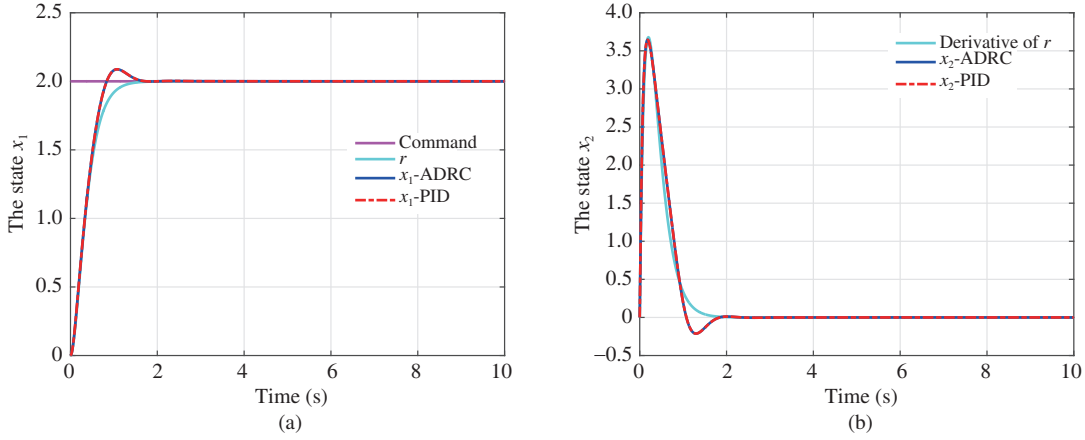 2.5
2.0
1.5
1.0
0.5
0
0
2
4
6
8
10
The state x₁
Time (s)
Command
r
x₁-ADRC
x₁-PID
(a)
4.0
3.5
3.0
2.5
2.0
1.5
1.0
0.5
0
−0.5
0
2
4
6
8
10
The state x₂
Time (s)
Derivative of r
x₂-ADRC
x₂-PID
(b)